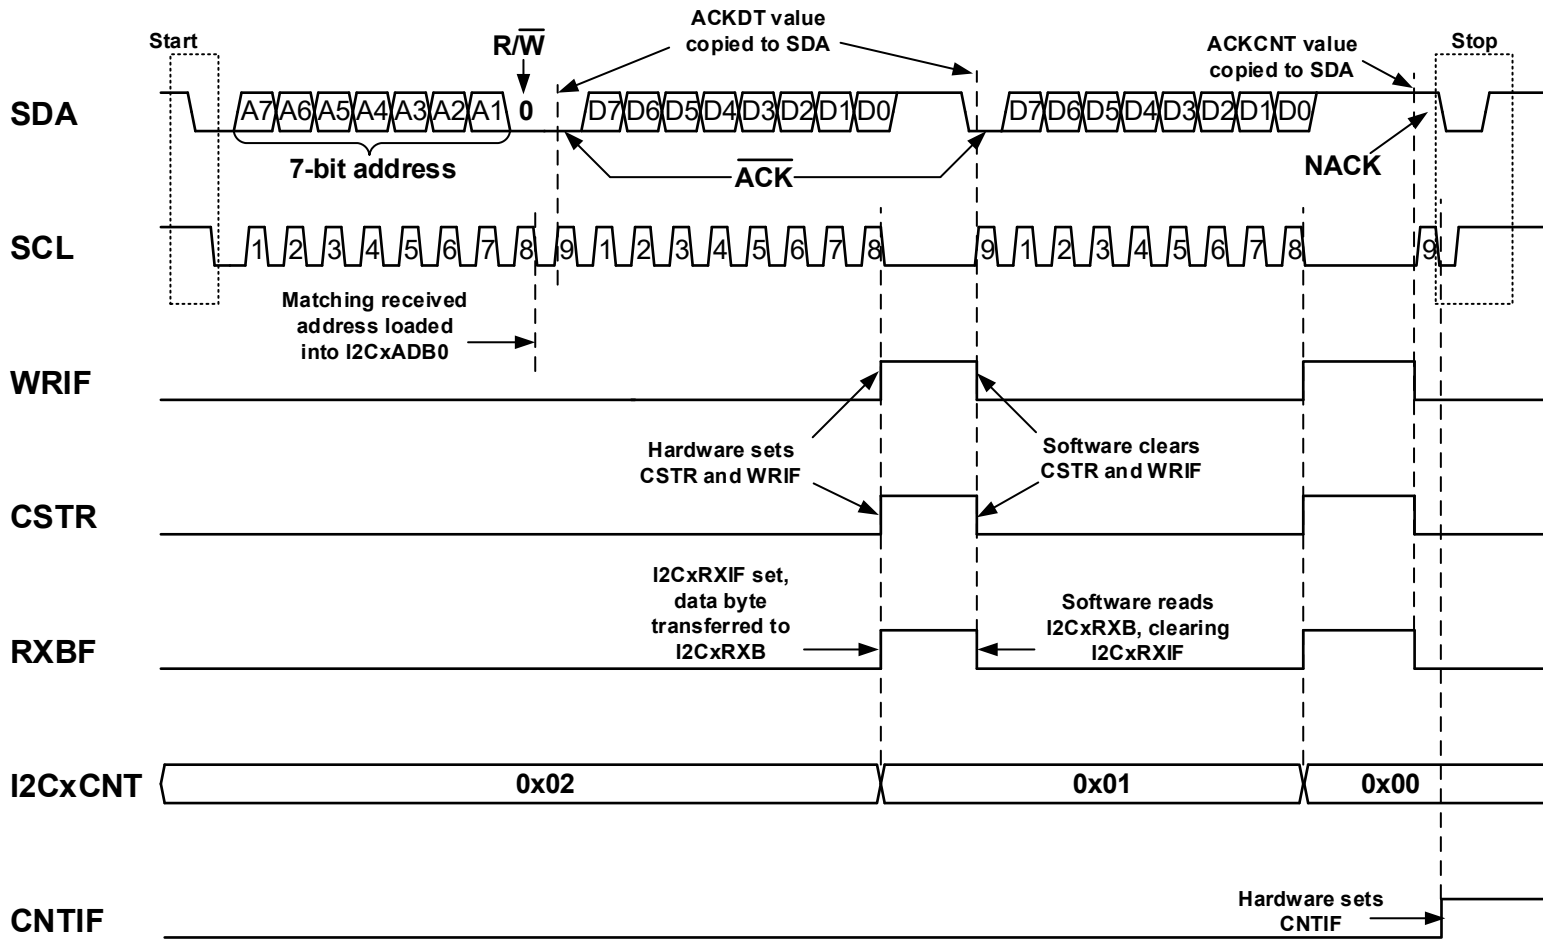 ACKDT value
copied to SDA
Start
R/W
ACKCNT value
copied to SDA
Stop
SDA
A7 A6 A5 A4 A3 A2 A1 0 D7 D6 D5 D4 D3 D2 D1 D0 D7 D6 D5 D4 D3 D2 D1 D0
7-bit address
ACK
NACK
SCL
1 2 3 4 5 6 7 8 9 1 2 3 4 5 6 7 8 9 1 2 3 4 5 6 7 8 9
Matching received
address loaded
into I2CxADB0
WRIF
Hardware sets
CSTR and WRIF
Software clears
CSTR and WRIF
CSTR
I2CxRXIF set,
data byte
transferred to
I2CxRXB
Software reads
I2CxRXB, clearing
I2CxRXIF
RXBF
I2CxCNT
0x02
0x01
0x00
Hardware sets
CNTIF
CNTIF